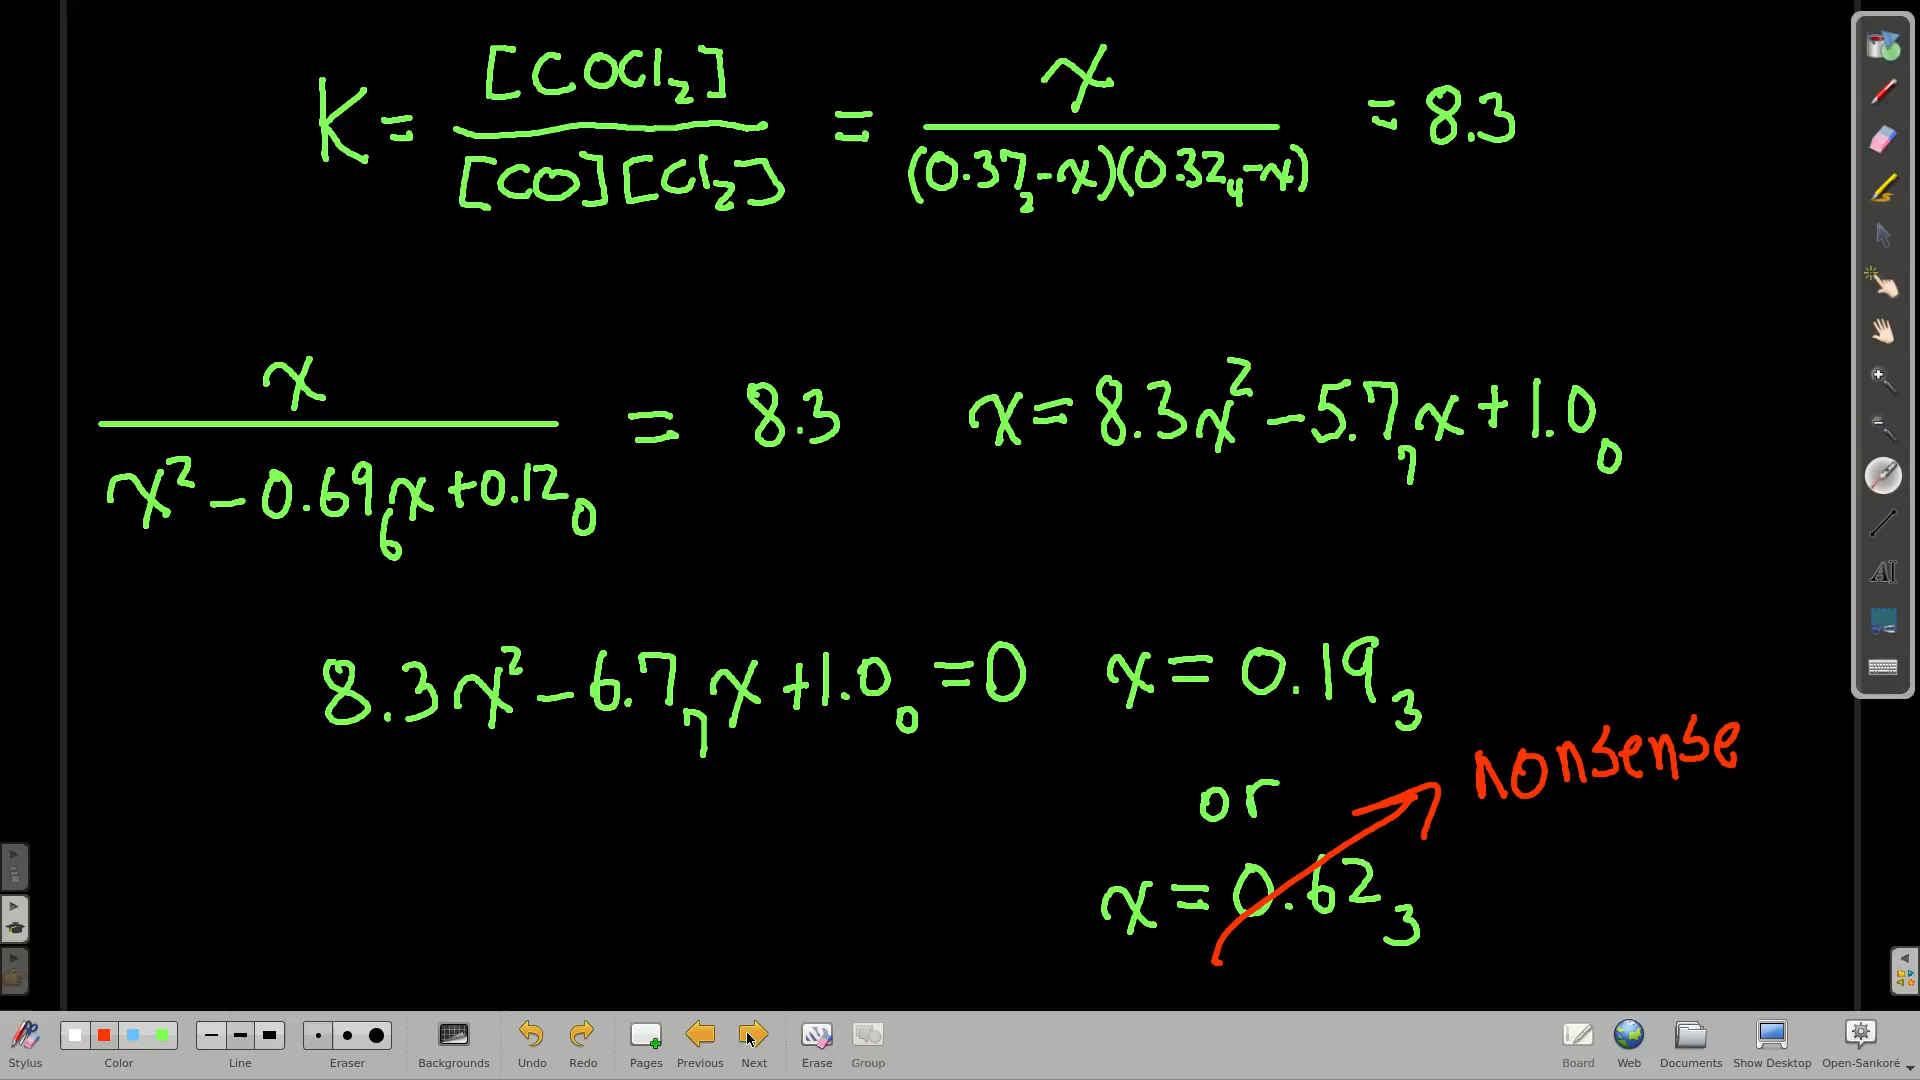 K = [COCl₂] / [CO][Cl₂] = x / (0.37₂-x)(0.32₄-x) = 8.3
x / x² - 0.69₆x + 0.12₀ = 8.3 x = 8.3x² - 5.7₇x + 1.0₀
8.3x² - 6.7₇x + 1.0₀ = 0 x = 0.19₃
nonsense
or
x = 0.62₃
Stylus Color Line Eraser Backgrounds Undo Redo Pages Previous Next Erase Group Board Web Documents Show Desktop Open-Sankoré